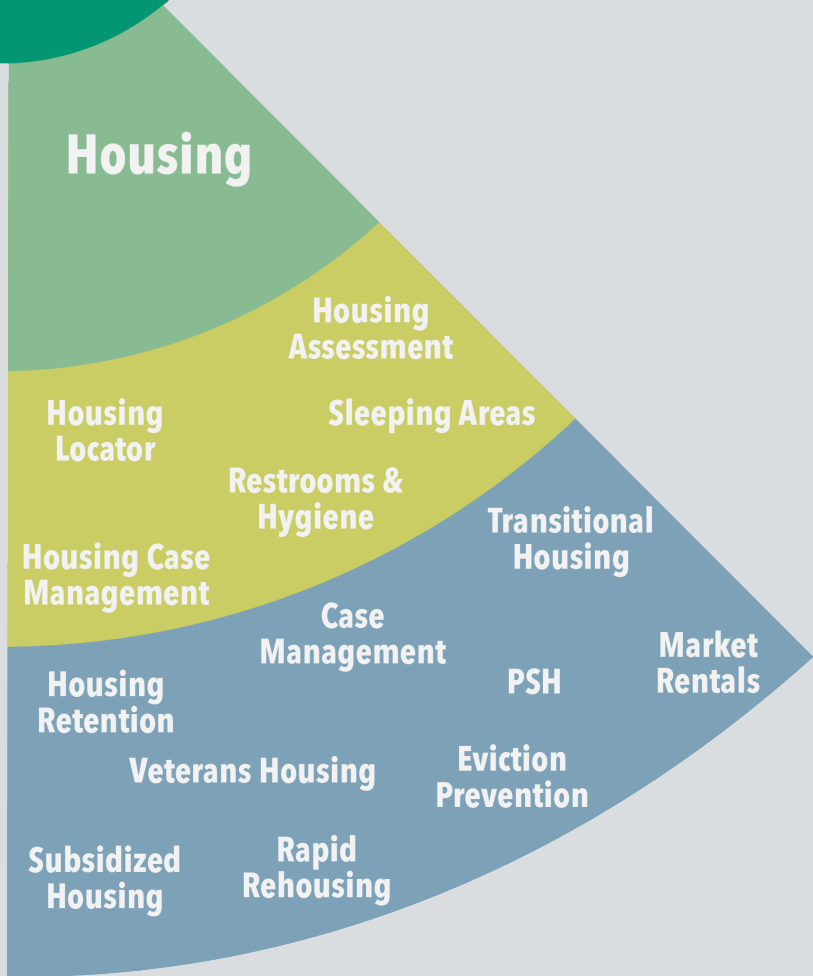 Housing
Housing
Assessment
Housing
Locator
Sleeping Areas
Restrooms &
Hygiene
Housing Case
Management
Transitional
Housing
Case
Management
Market
Rentals
PSH
Housing
Retention
Veterans Housing
Eviction
Prevention
Subsidized
Housing
Rapid
Rehousing